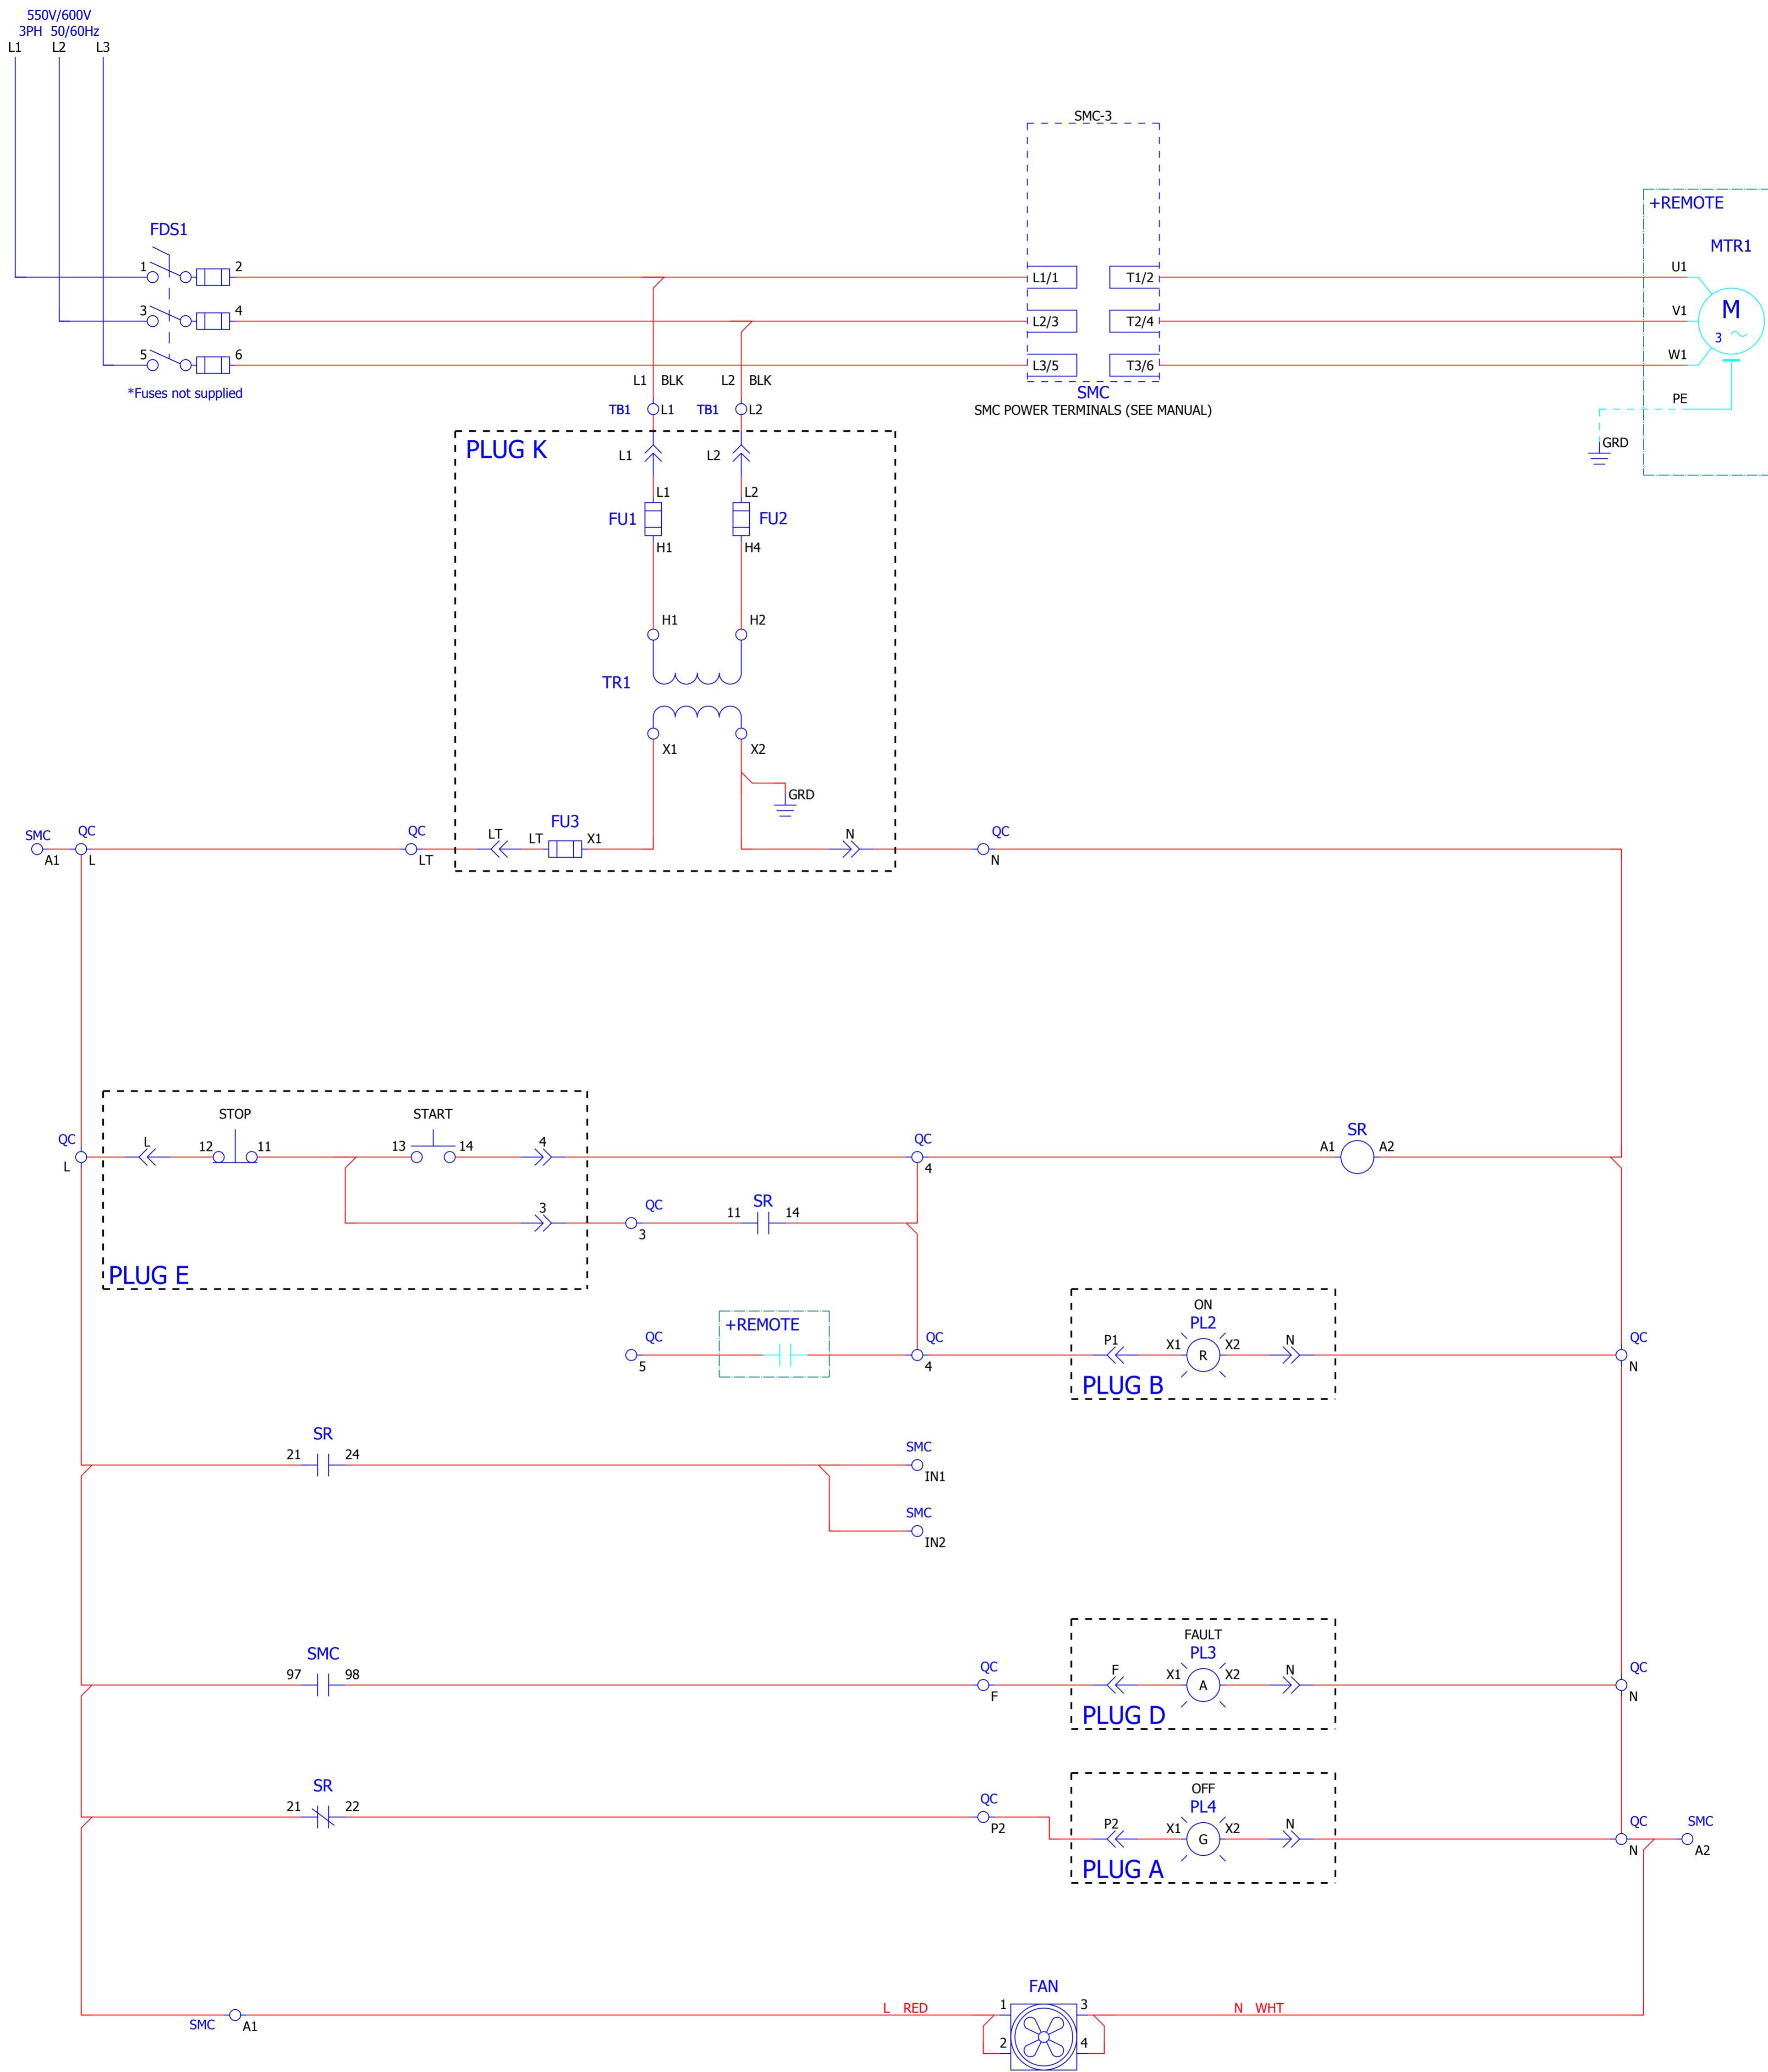 550V/600V
3PH 50/60Hz
L1 L2 L3
SMC-3
+REMOTE
FDS1
MTR1
1 2 L1/1 T1/2 U1
3 4 L2/3 T2/4 V1 M
3
5 6 L3/5 T3/6 W1
*Fuses not supplied
L1 BLK L2 BLK
SMC
SMC POWER TERMINALS (SEE MANUAL)
PE
TB1 L1 TB1 L2
GRD
PLUG K
L1 L2
L1 L2
FU1 FU2
H1 H4
H1 H2
TR1
X1 X2
GRD
SMC QC QC LT FU3 N QC
A1 L LT LT X1 N
STOP START
QC L 12 11 13 14 4 QC SR
L 4 A1 A2
3 QC 11 SR 14
3
PLUG E
+REMOTE
ON
PL2
QC QC P1 X1 R X2 N QC
5 4 N
PLUG B
SR
21 24 SMC
IN1
SMC
IN2
FAULT
PL3
SMC
97 98 QC F X1 A X2 N QC
F N
PLUG D
OFF
PL4
SR
21 22 QC
P2
P2 X1 G X2 N QC SMC
N A2
PLUG A
FAN
L RED 1 3 N WHT
SMC A1
2 4